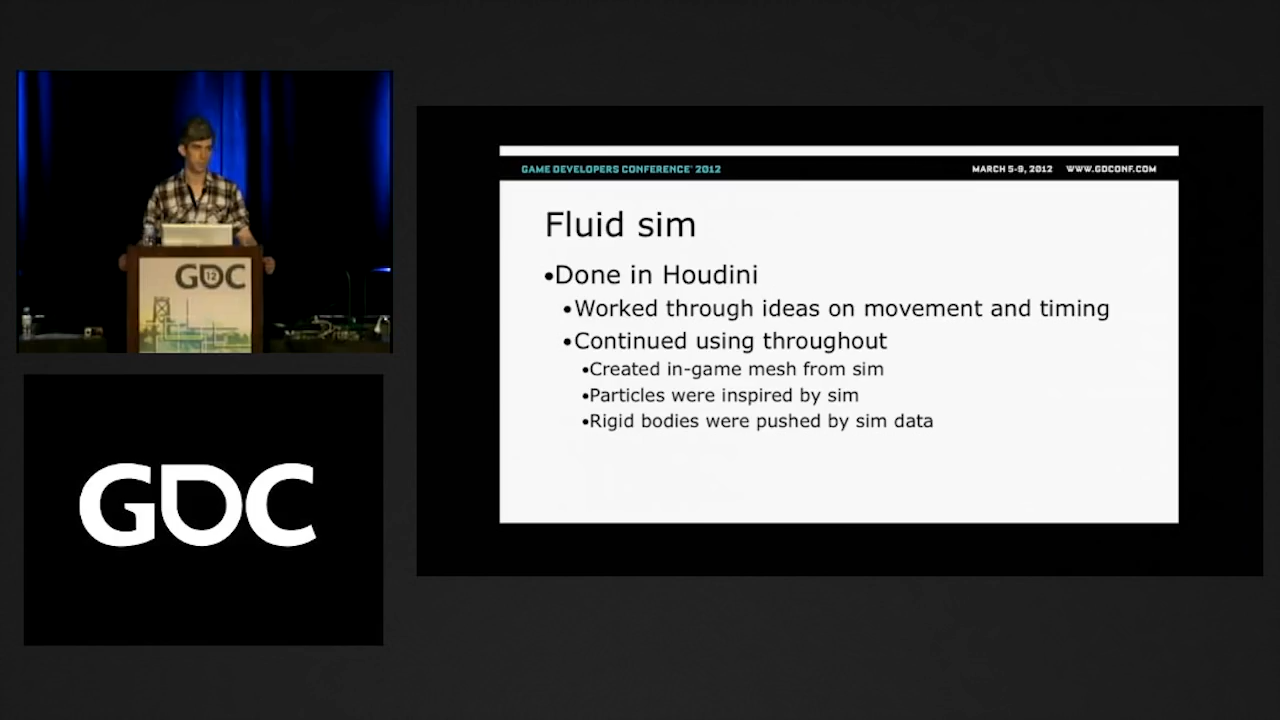 GDC
12
GDC
GAME DEVELOPERS CONFERENCE® 2012
MARCH 5-9, 2012 WWW.GDCONF.COM
Fluid sim
•Done in Houdini
•Worked through ideas on movement and timing
•Continued using throughout
•Created in-game mesh from sim
•Particles were inspired by sim
•Rigid bodies were pushed by sim data